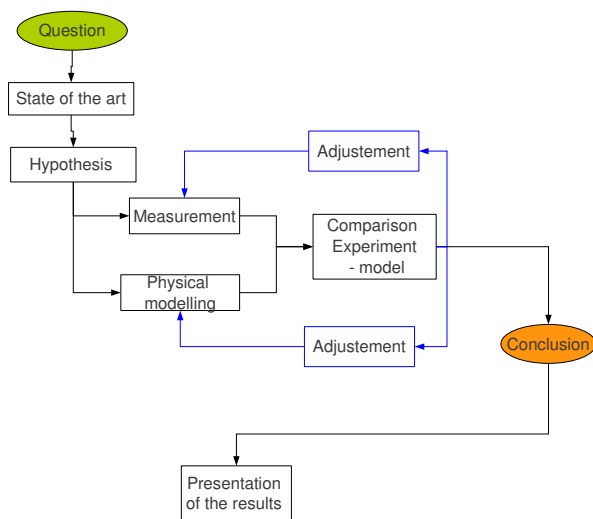 Question
State of the art
Hypothesis
Adjustement
Measurement
Comparison
Experiment
- model
Physical
modelling
Adjustement
Conclusion
Presentation
of the results